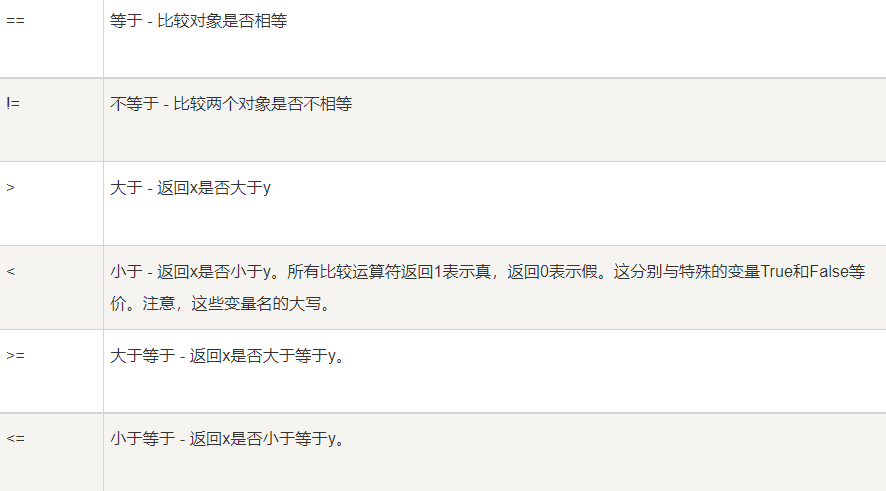 == 等于 - 比较对象是否相等
!= 不等于 - 比较两个对象是否不相等
> 大于 - 返回x是否大于y
< 小于 - 返回x是否小于y。所有比较运算符返回1表示真，返回0表示假。这分别与特殊的变量True和False等
价。注意，这些变量名的大写。
>= 大于等于 - 返回x是否大于等于y。
<= 小于等于 - 返回x是否小于等于y。